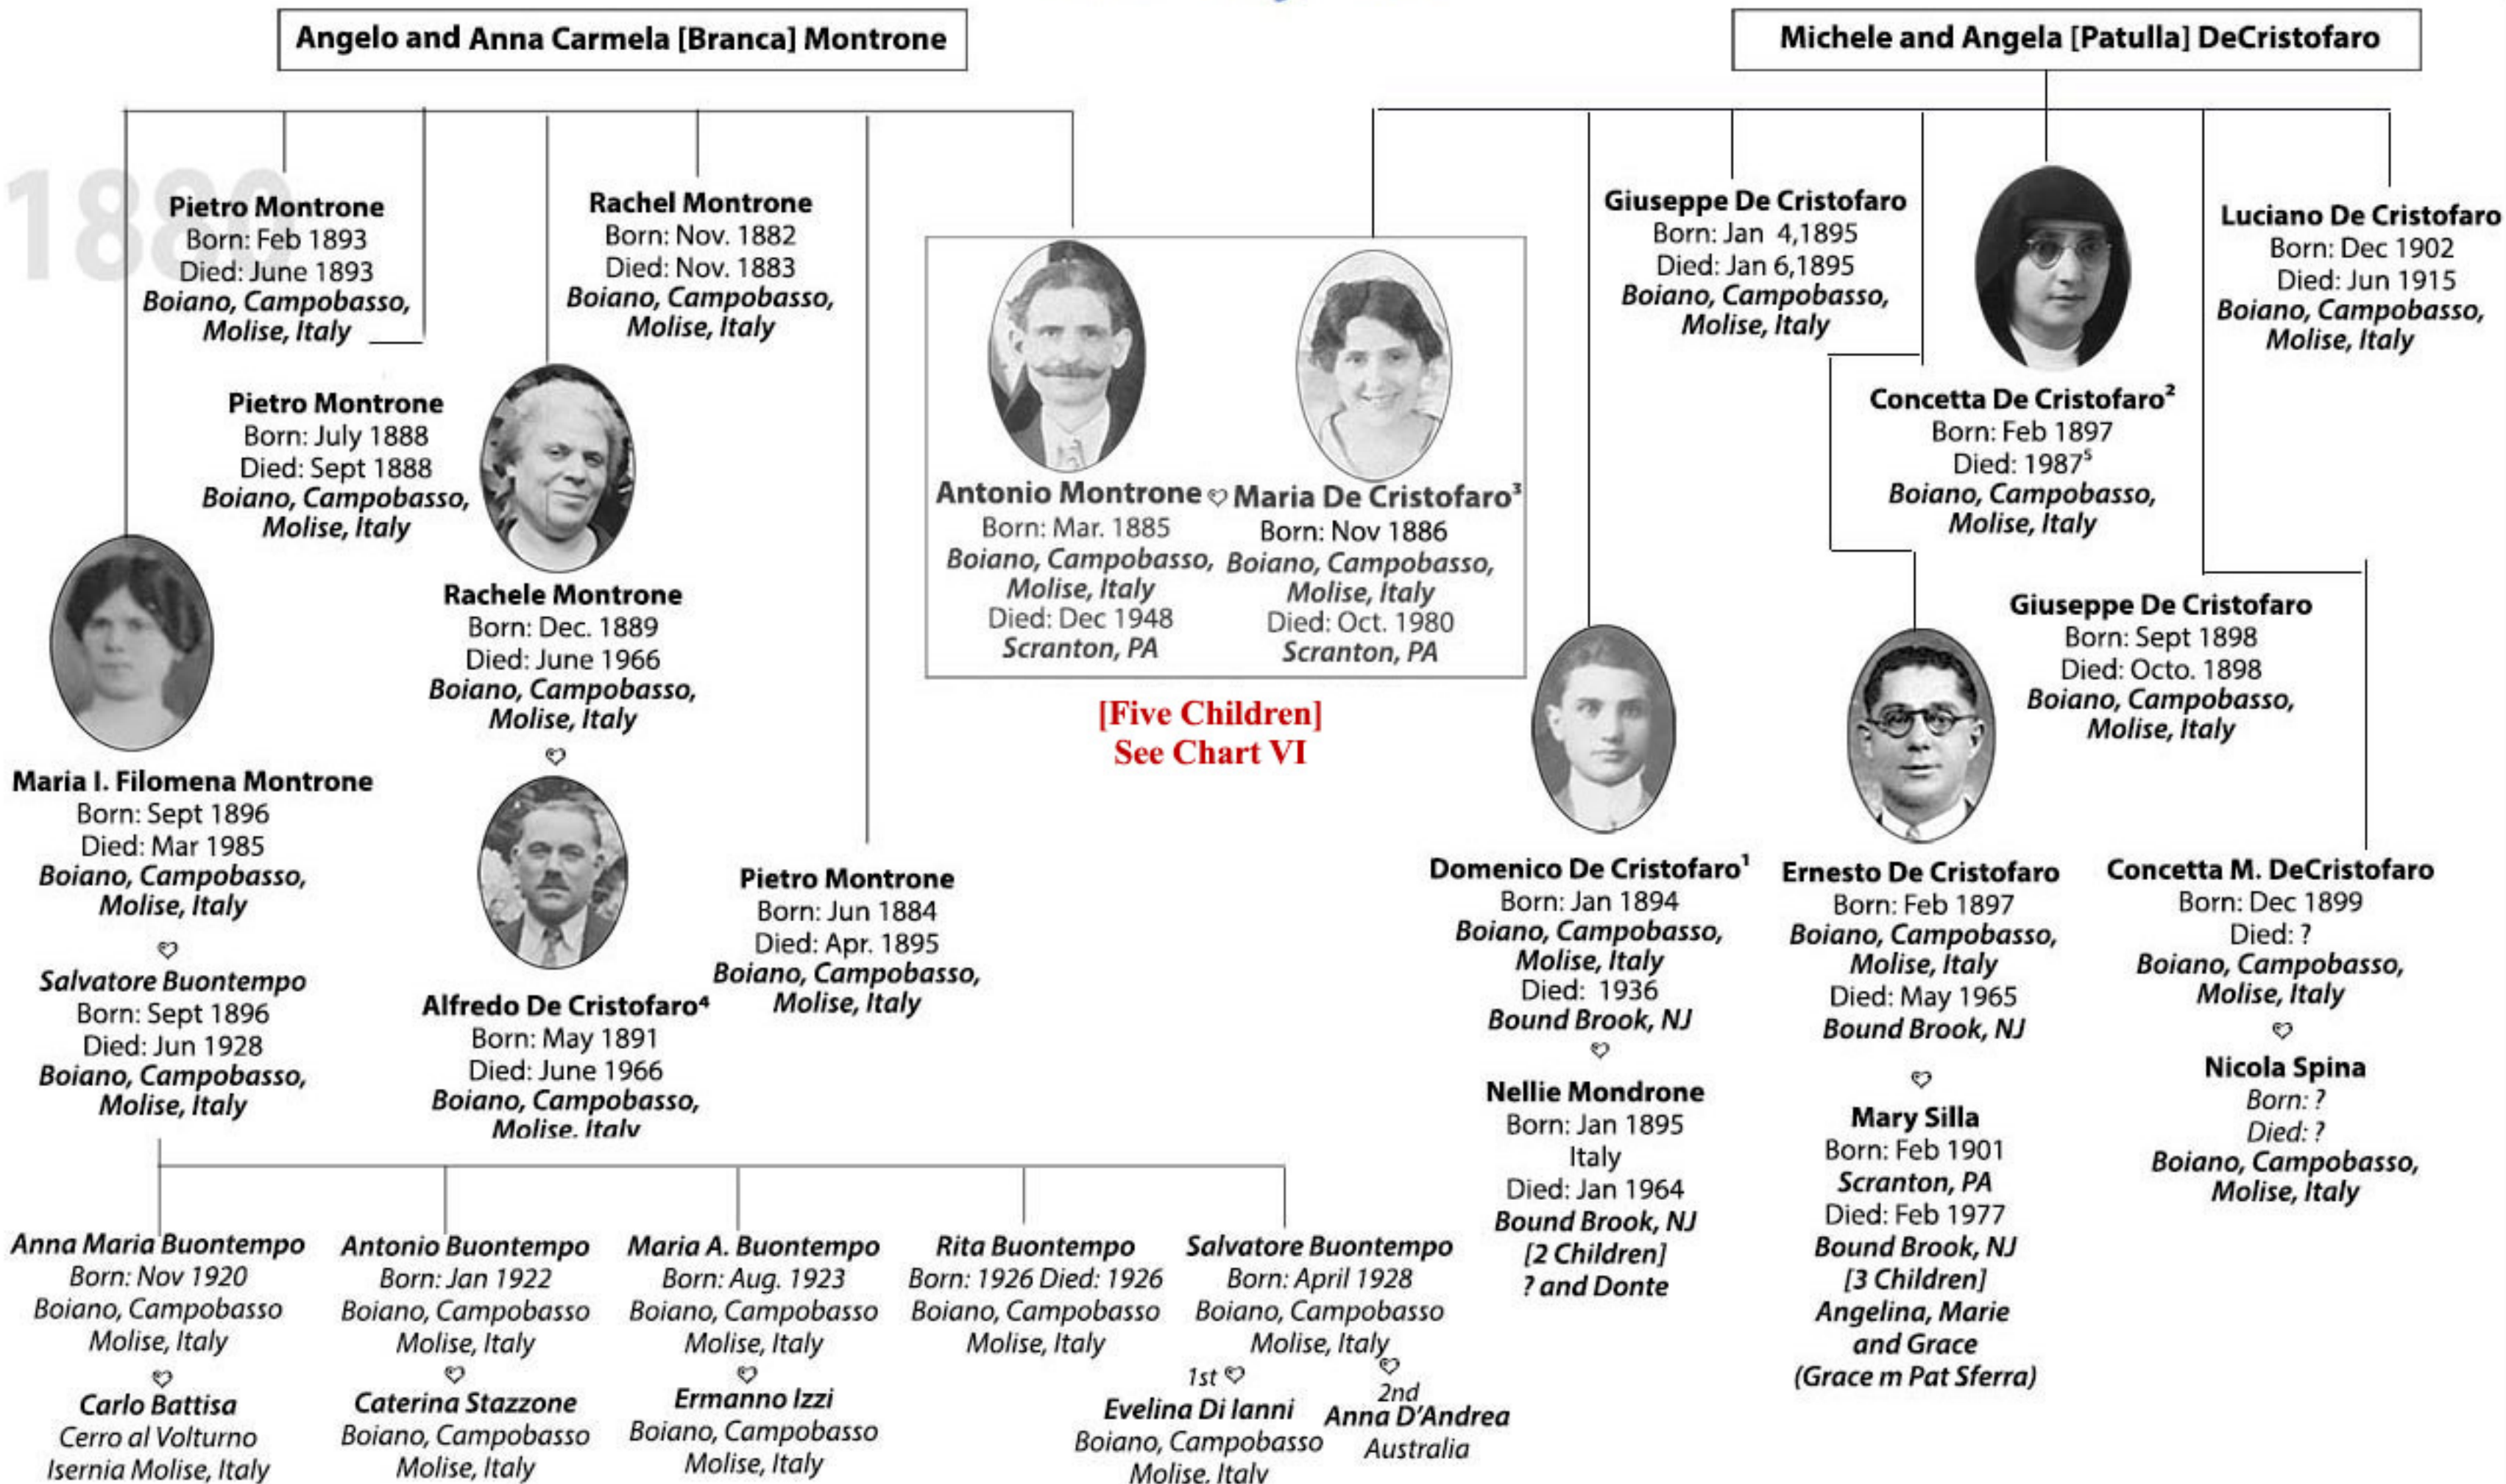 Angelo and Anna Carmela [Branca] Montrone
Michele and Angela [Patulla] DeCristofaro
1880
Pietro Montrone
Born: Feb 1893
Died: June 1893
Boiano, Campobasso,
Molise, Italy
Rachel Montrone
Born: Nov. 1882
Died: Nov. 1883
Boiano, Campobasso,
Molise, Italy
Giuseppe De Cristofaro
Born: Jan 4,1895
Died: Jan 6,1895
Boiano, Campobasso,
Molise, Italy
Luciano De Cristofaro
Born: Dec 1902
Died: Jun 1915
Boiano, Campobasso,
Molise, Italy
Pietro Montrone
Born: July 1888
Died: Sept 1888
Boiano, Campobasso,
Molise, Italy
Concetta De Cristofaro²
Born: Feb 1897
Died: 1987⁵
Boiano, Campobasso,
Molise, Italy
Antonio Montrone
Born: Mar. 1885
Boiano, Campobasso,
Molise, Italy
Died: Dec 1948
Scranton, PA
Maria De Cristofaro³
Born: Nov 1886
Boiano, Campobasso,
Molise, Italy
Died: Oct. 1980
Scranton, PA
[Five Children]
See Chart VI
Rachele Montrone
Born: Dec. 1889
Died: June 1966
Boiano, Campobasso,
Molise, Italy
Giuseppe De Cristofaro
Born: Sept 1898
Died: Octo. 1898
Boiano, Campobasso,
Molise, Italy
Maria I. Filomena Montrone
Born: Sept 1896
Died: Mar 1985
Boiano, Campobasso,
Molise, Italy
Salvatore Buontempo
Born: Sept 1896
Died: Jun 1928
Boiano, Campobasso,
Molise, Italy
Alfredo De Cristofaro⁴
Born: May 1891
Died: June 1966
Boiano, Campobasso,
Molise, Italy
Pietro Montrone
Born: Jun 1884
Died: Apr. 1895
Boiano, Campobasso,
Molise, Italy
Domenico De Cristofaro¹
Born: Jan 1894
Boiano, Campobasso,
Molise, Italy
Died: 1936
Bound Brook, NJ
Nellie Mondrone
Born: Jan 1895
Italy
Died: Jan 1964
Bound Brook, NJ
[2 Children]
? and Donte
Ernesto De Cristofaro
Born: Feb 1897
Boiano, Campobasso,
Molise, Italy
Died: May 1965
Bound Brook, NJ
Mary Silla
Born: Feb 1901
Scranton, PA
Died: Feb 1977
Bound Brook, NJ
[3 Children]
Angelina, Marie
and Grace
(Grace m Pat Sferra)
Concetta M. DeCristofaro
Born: Dec 1899
Died: ?
Boiano, Campobasso,
Molise, Italy
Nicola Spina
Born: ?
Died: ?
Boiano, Campobasso,
Molise, Italy
Anna Maria Buontempo
Born: Nov 1920
Boiano, Campobasso
Molise, Italy
Carlo Battisa
Cerro al Volturno
Isernia Molise, Italy
Antonio Buontempo
Born: Jan 1922
Boiano, Campobasso
Molise, Italy
Caterina Stazzone
Boiano, Campobasso
Molise, Italy
Maria A. Buontempo
Born: Aug. 1923
Boiano, Campobasso
Molise, Italy
Ermanno Izzi
Boiano, Campobasso
Molise, Italy
Rita Buontempo
Born: 1926 Died: 1926
Boiano, Campobasso
Molise, Italy
Salvatore Buontempo
Born: April 1928
Boiano, Campobasso
Molise, Italy
1st
Evelina Di Ianni
Boiano, Campobasso
Molise, Italy
2nd
Anna D'Andrea
Australia